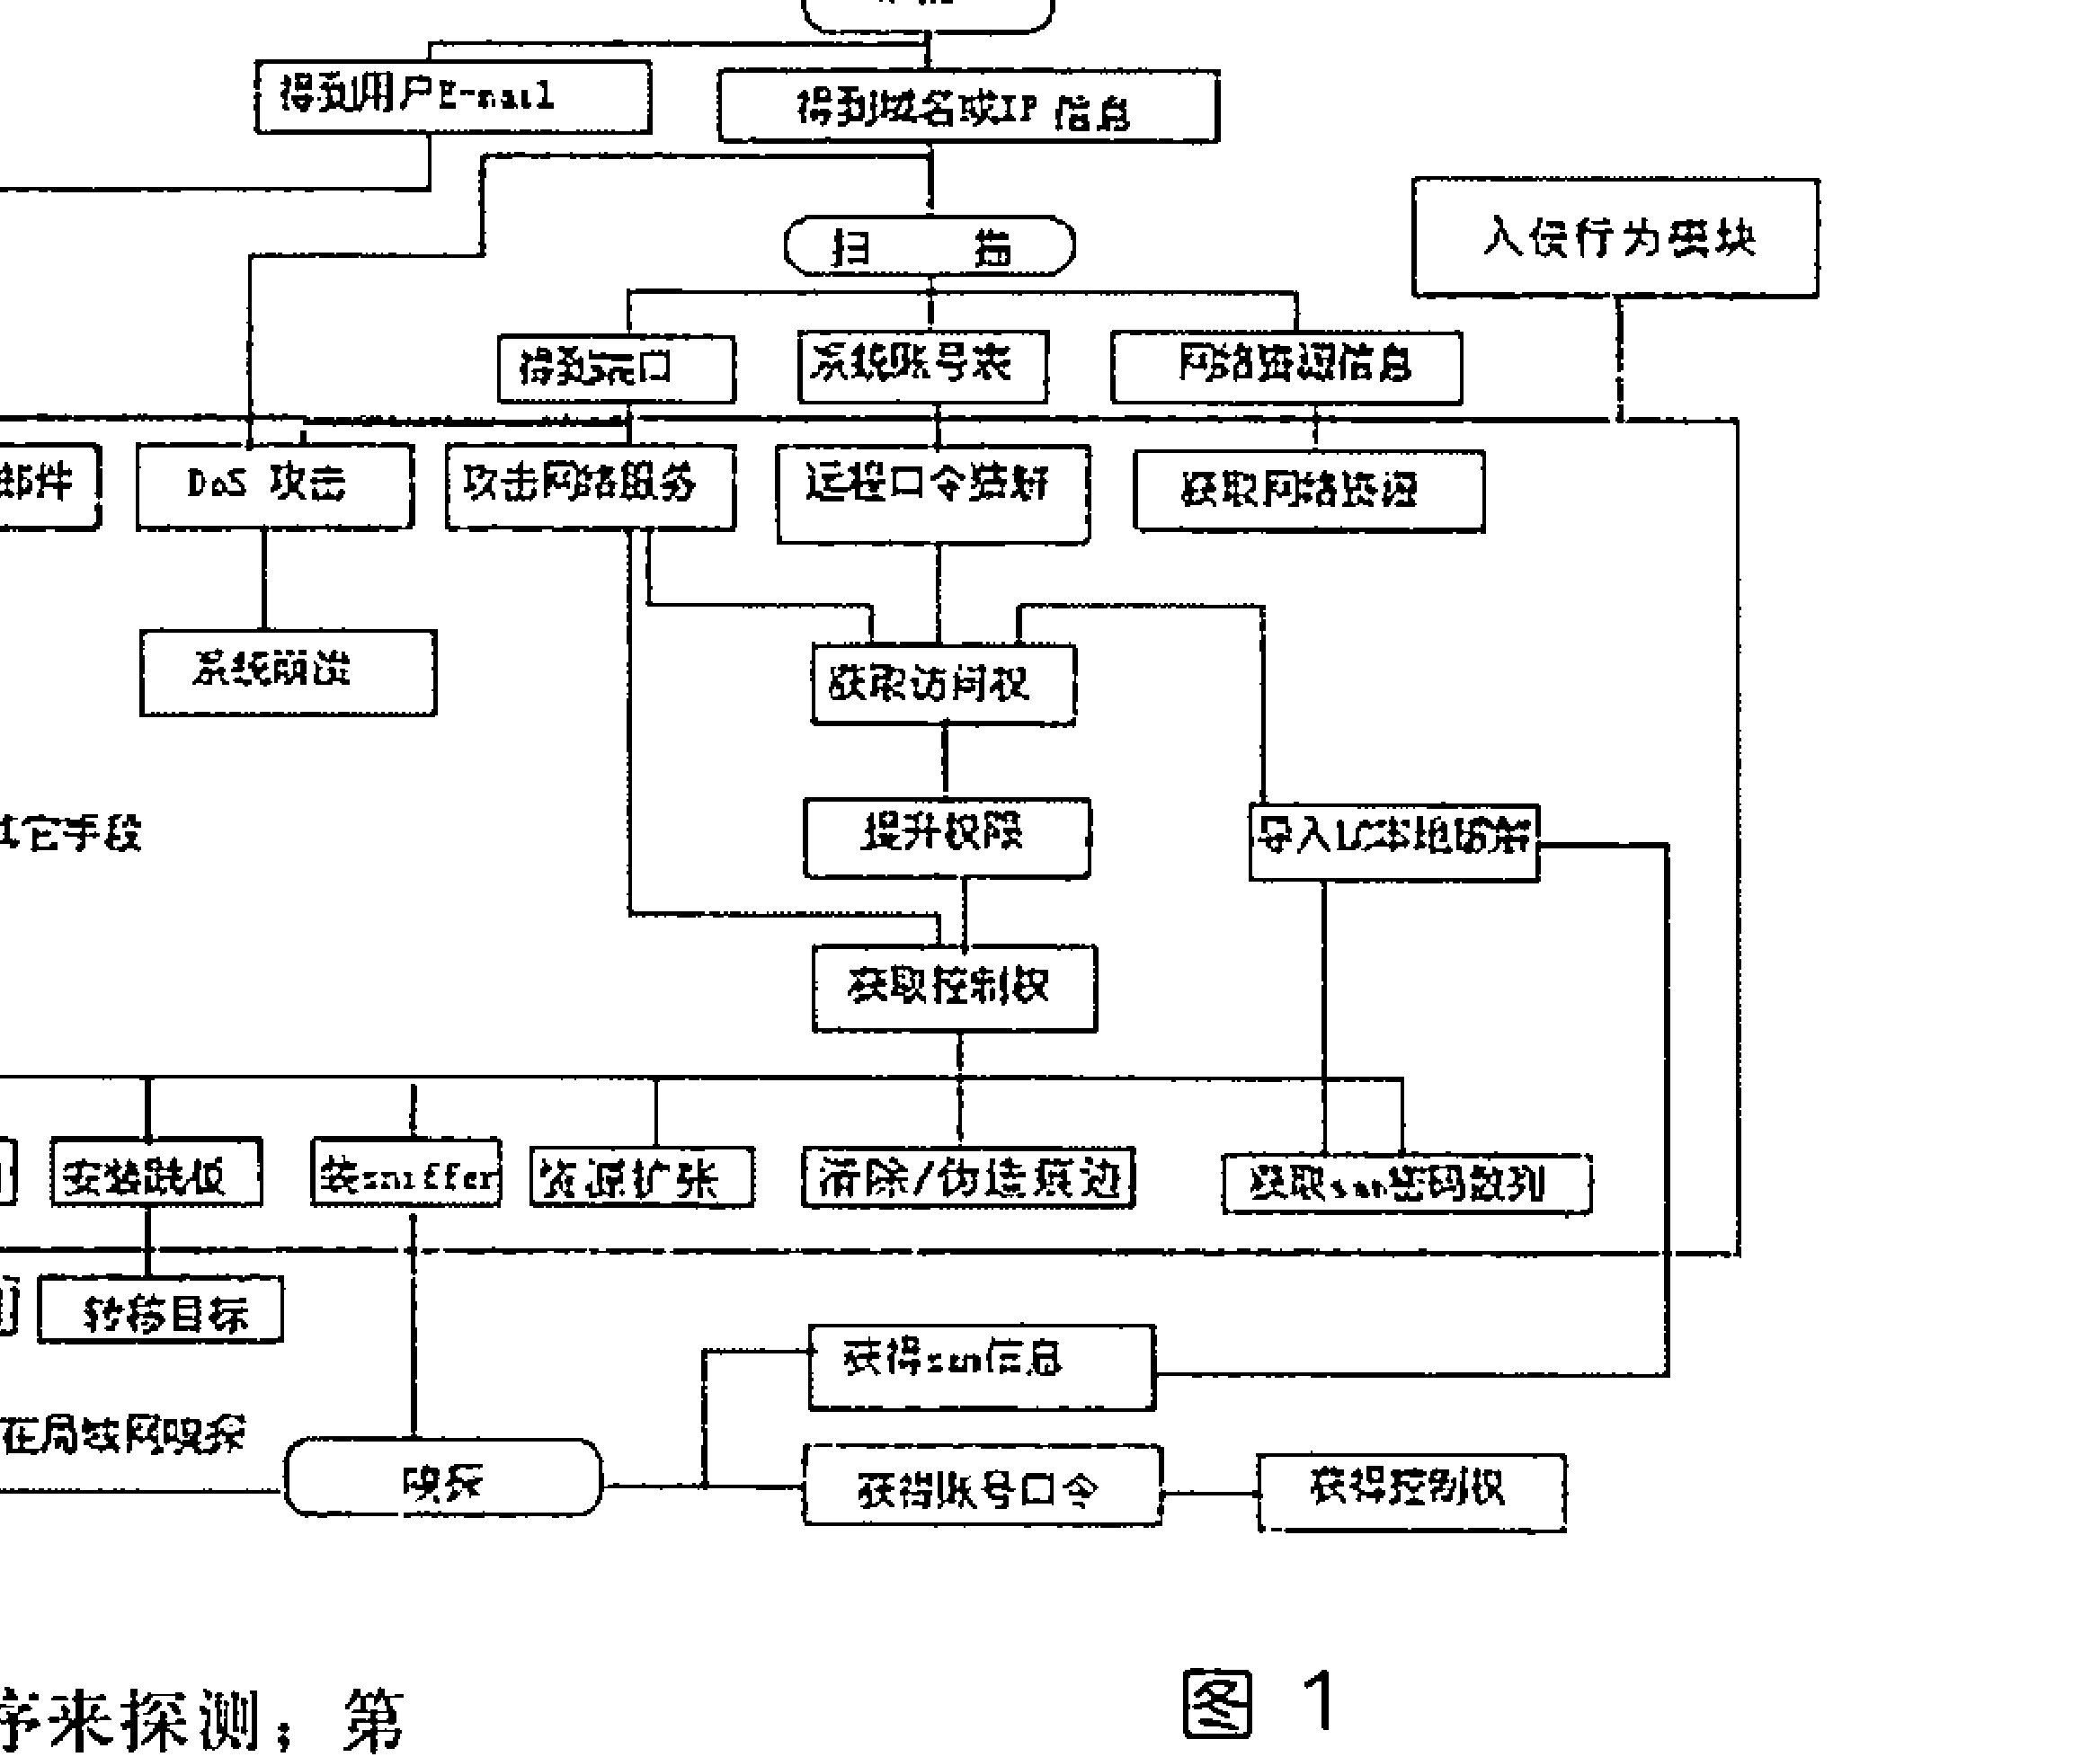 得到用户E-mail
得到域名或IP 信息
扫 描
入侵行为模块
得到端口
系统账号表
网络资源信息
邮件
DoS 攻击
攻击网络服务
远程口令猜解
获取网络资源
系统崩溃
获取访问权
其它手段
提升权限
导入LC本地破解
获取控制权
安装跳板
装sniffer
资源扩张
清除/伪造痕迹
获取sam密码数列
转移目标
获得sam信息
在局域网嗅探
嗅探
获得账号口令
获得控制权
序来探测；第
图 1